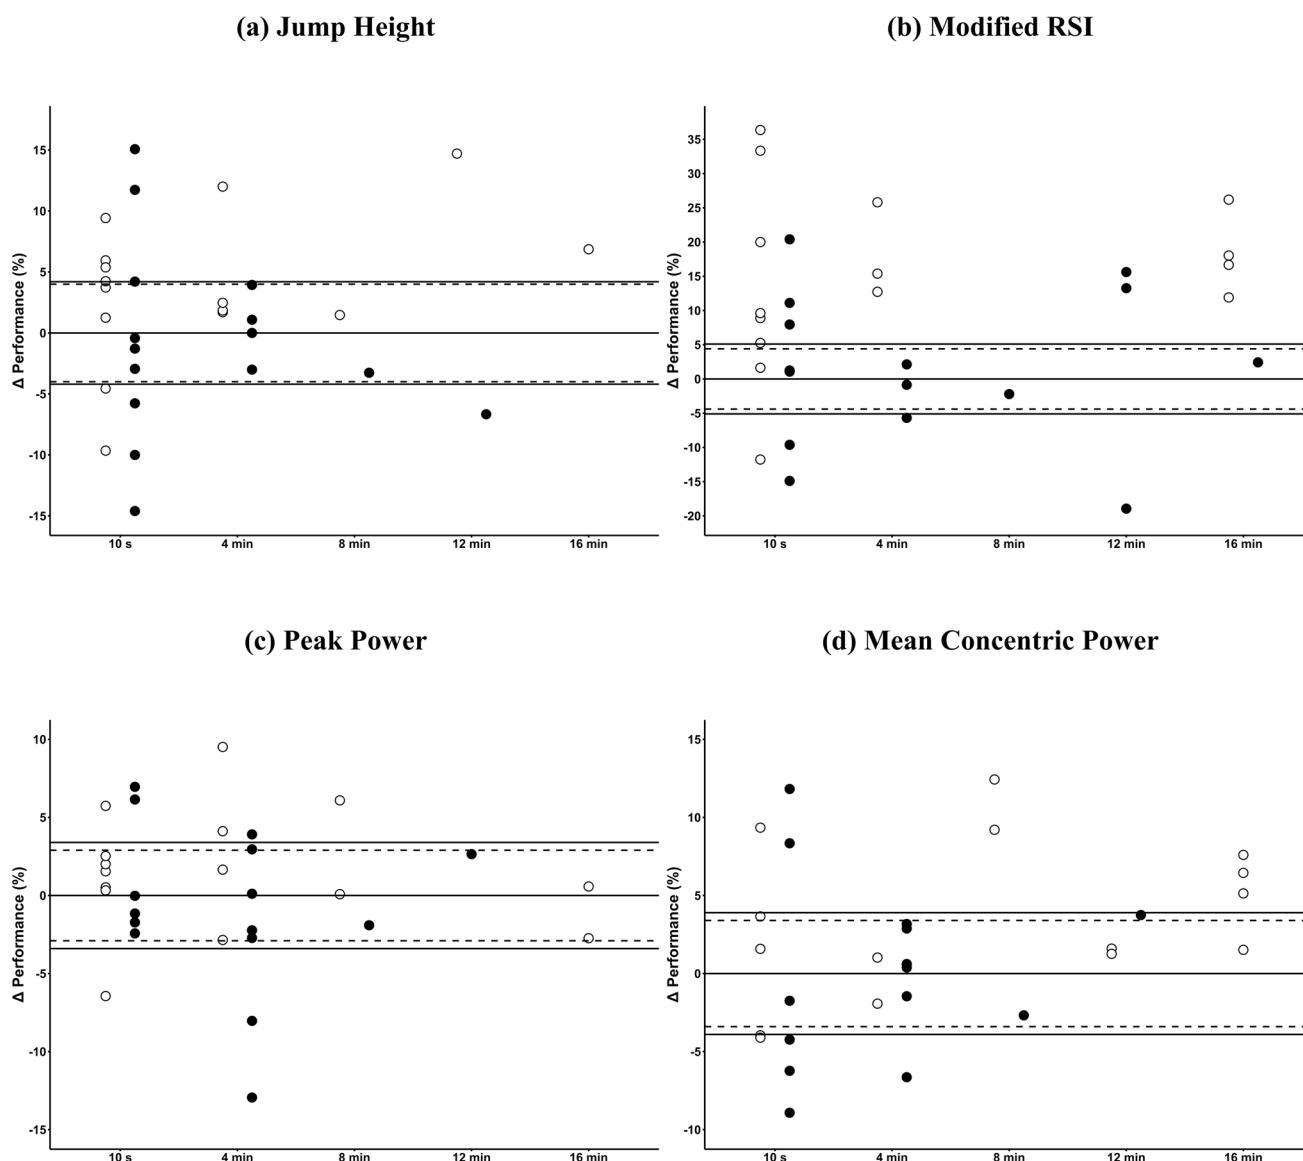 (a) Jump Height
(b) Modified RSI
15
10
5
0
-5
-10
-15
Δ Performance (%)
10 s
4 min
8 min
12 min
16 min
35
30
25
20
15
10
5
0
-5
-10
-15
-20
Δ Performance (%)
10 s
4 min
8 min
12 min
16 min
(c) Peak Power
(d) Mean Concentric Power
10
5
0
-5
-10
-15
Δ Performance (%)
10 s
4 min
8 min
12 min
16 min
15
10
5
0
-5
-10
Δ Performance (%)
10 s
4 min
8 min
12 min
16 min